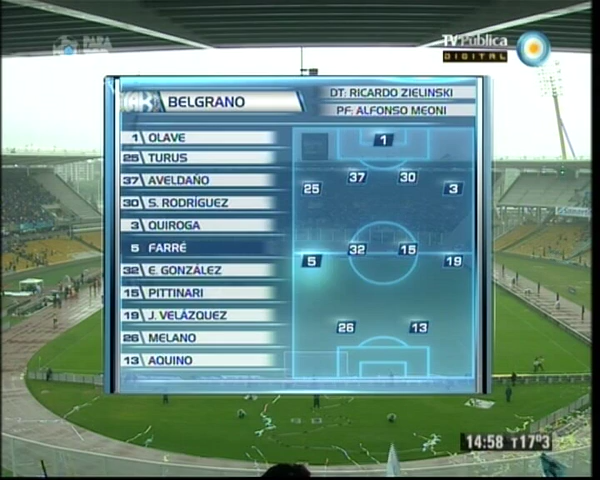 PARA
TV Pública
DIGITAL
BELGRANO
DT: RICARDO ZIELINSKI
PF: ALFONSO MEONI
1 OLAVE
25 TURUS
37 AVELDAÑO
30 S. RODRÍGUEZ
3 QUIROGA
5 FARRÉ
32 E. GONZÁLEZ
15 PITTINARI
19 J. VELÁZQUEZ
26 MELANO
13 AQUINO
1
37 30
25 3
32 15
5 19
26 13
14:58 T17º3